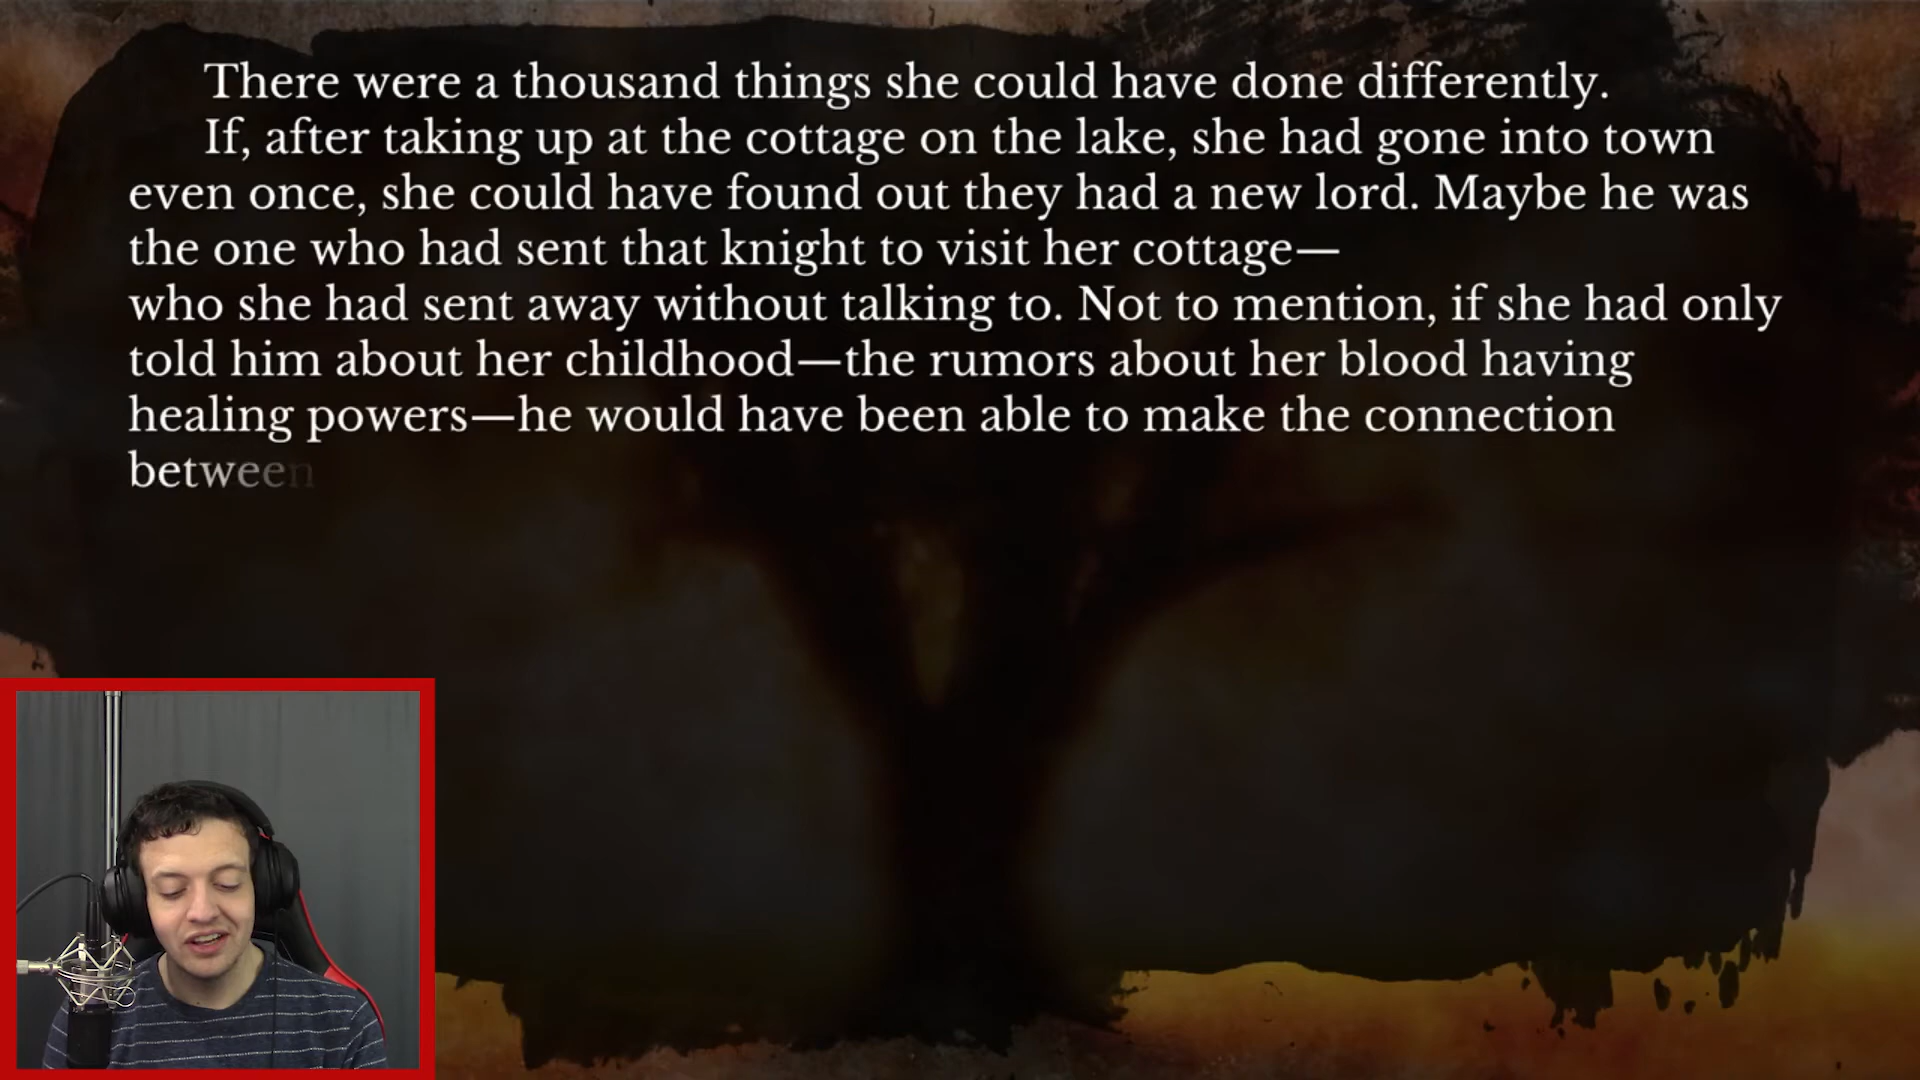 There were a thousand things she could have done differently.
If, after taking up at the cottage on the lake, she had gone into town
even once, she could have found out they had a new lord. Maybe he was
the one who had sent that knight to visit her cottage—
who she had sent away without talking to. Not to mention, if she had only
told him about her childhood—the rumors about her blood having
healing powers—he would have been able to make the connection
between